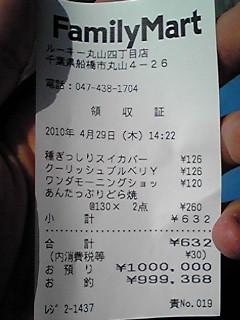 FamilyMart
ルーキー丸山四丁目店
千葉県船橋市丸山4-26
電話:047-438-1704
領 収 証
2010年 4月29日(木) 14:22
種ぎっしりスイカバー ¥126
クーリッシュブルベリY ¥126
ワンダモーニングショッ ¥120
あんたっぷりどら焼
@130× 2点 ¥260
小 計 ¥632
合 計 ¥632
(内消費税等 ¥30)
お 預 り ¥1000,000
お 釣 ¥999,368
レジ 2-1437 責No.019